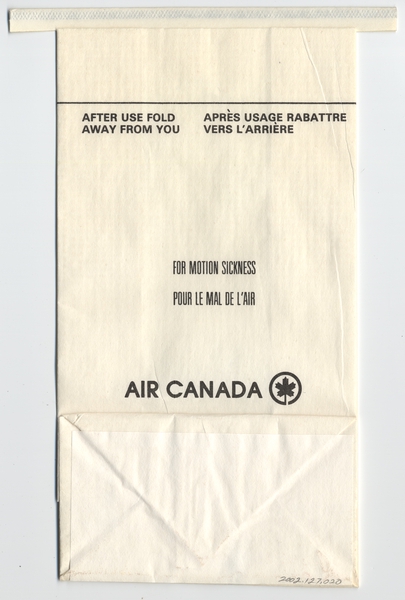 AFTER USE FOLD
AWAY FROM YOU
APRÈS USAGE RABATTRE
VERS L'ARRIÈRE
FOR MOTION SICKNESS
POUR LE MAL DE L'AIR
AIR CANADA
2002.127.020